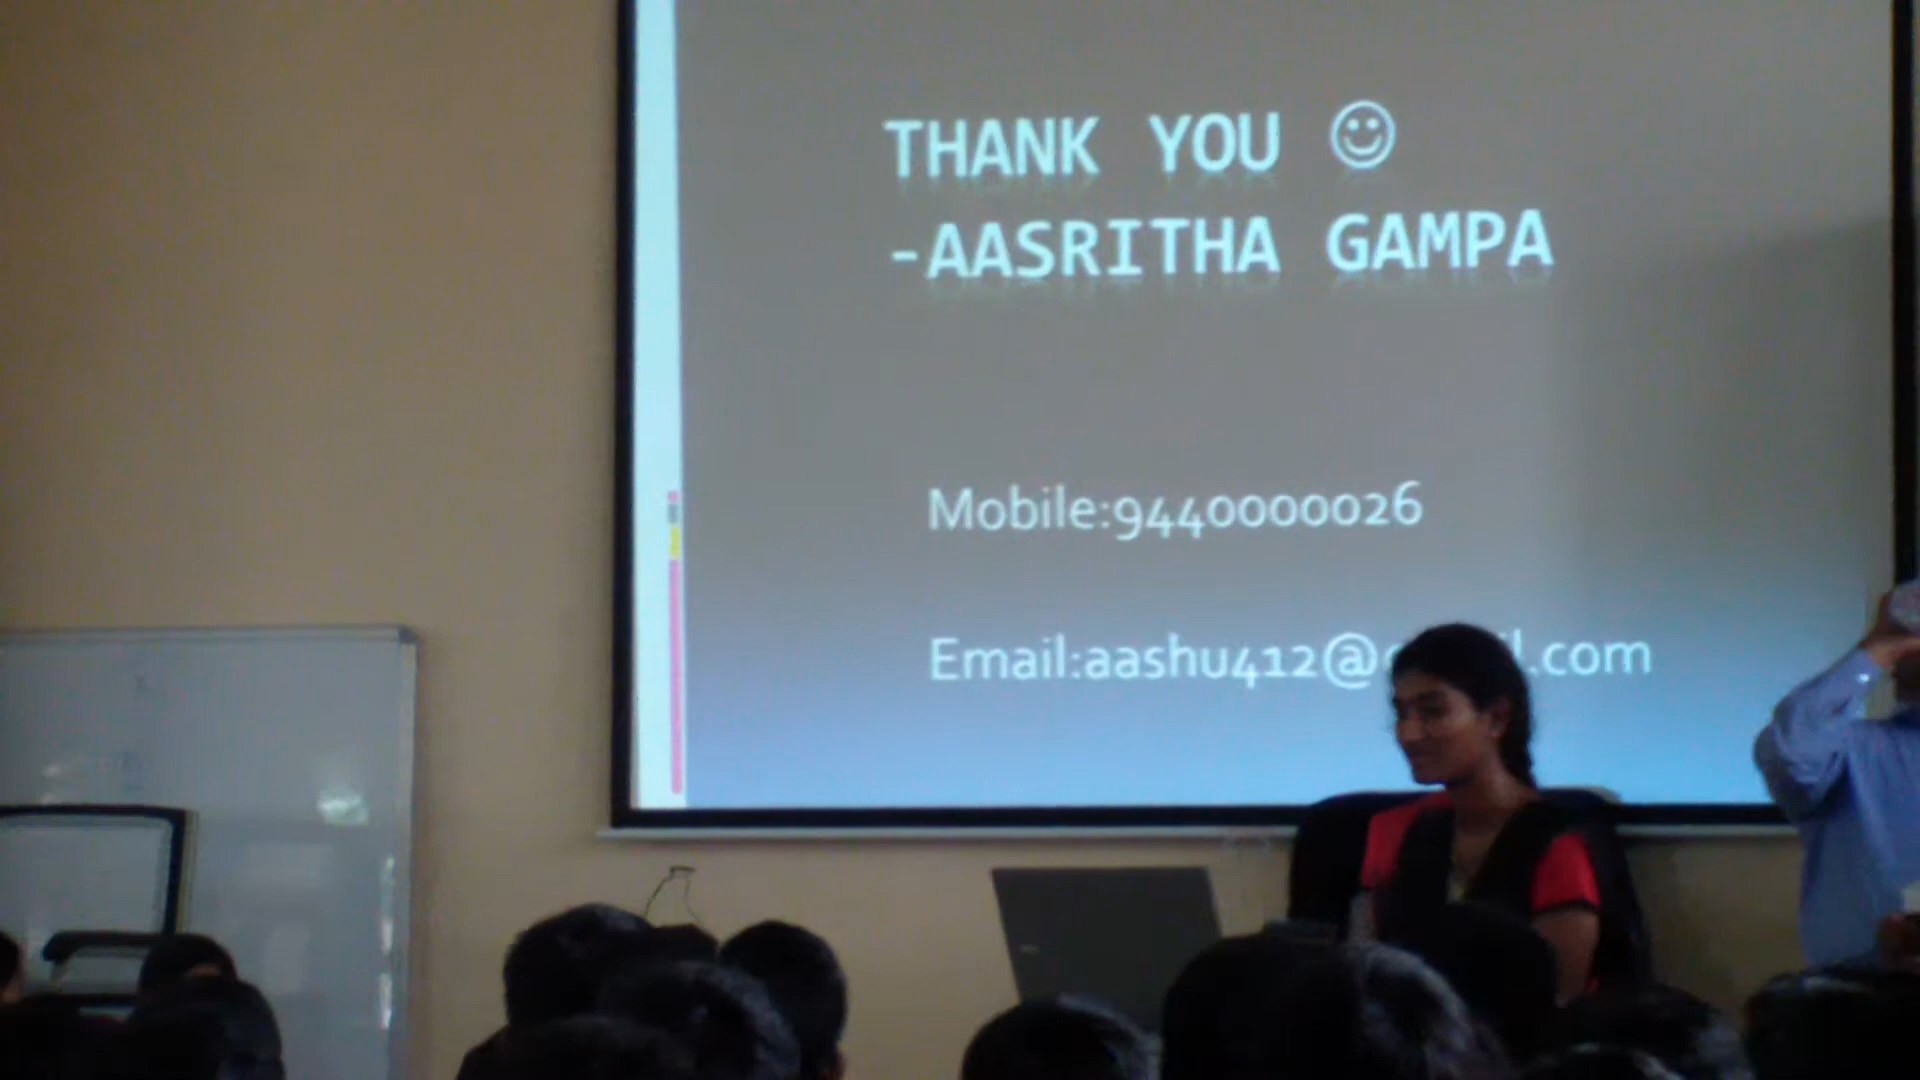 THANK YOU ☺
-AASRITHA GAMPA
Mobile:9440000026
Email:aashu412@
.com